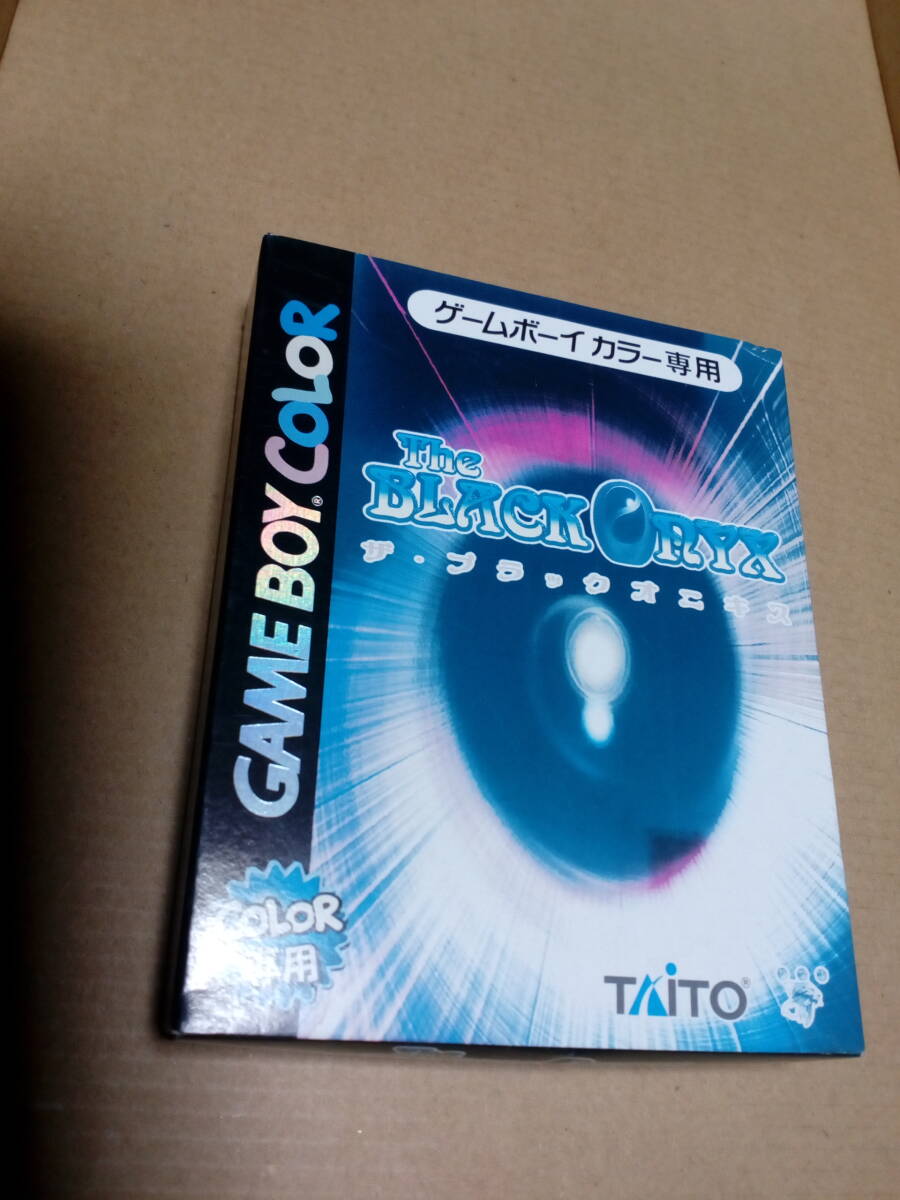 ゲームボーイ カラー専用
The
BLACK ONYX
ザ・ブラックオニキス
GAME BOY COLOR®
COLOR
専用
TAITO®